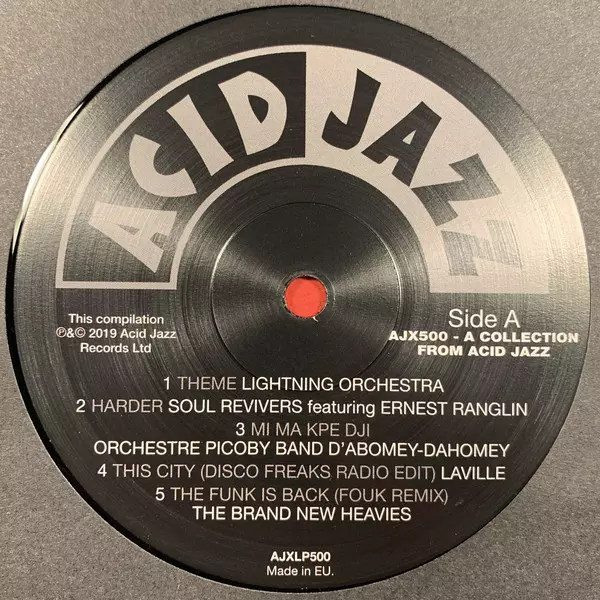 ACID JAZZ
This compilation
℗&© 2019 Acid Jazz
Records Ltd
Side A
AJX500 - A COLLECTION
FROM ACID JAZZ
1 THEME LIGHTNING ORCHESTRA
2 HARDER SOUL REVIVERS featuring ERNEST RANGLIN
3 MI MA KPE DJI
ORCHESTRE PICOBY BAND D'ABOMEY-DAHOMEY
4 THIS CITY (DISCO FREAKS RADIO EDIT) LAVILLE
5 THE FUNK IS BACK (FOUK REMIX)
THE BRAND NEW HEAVIES
AJXLP500
Made in EU.